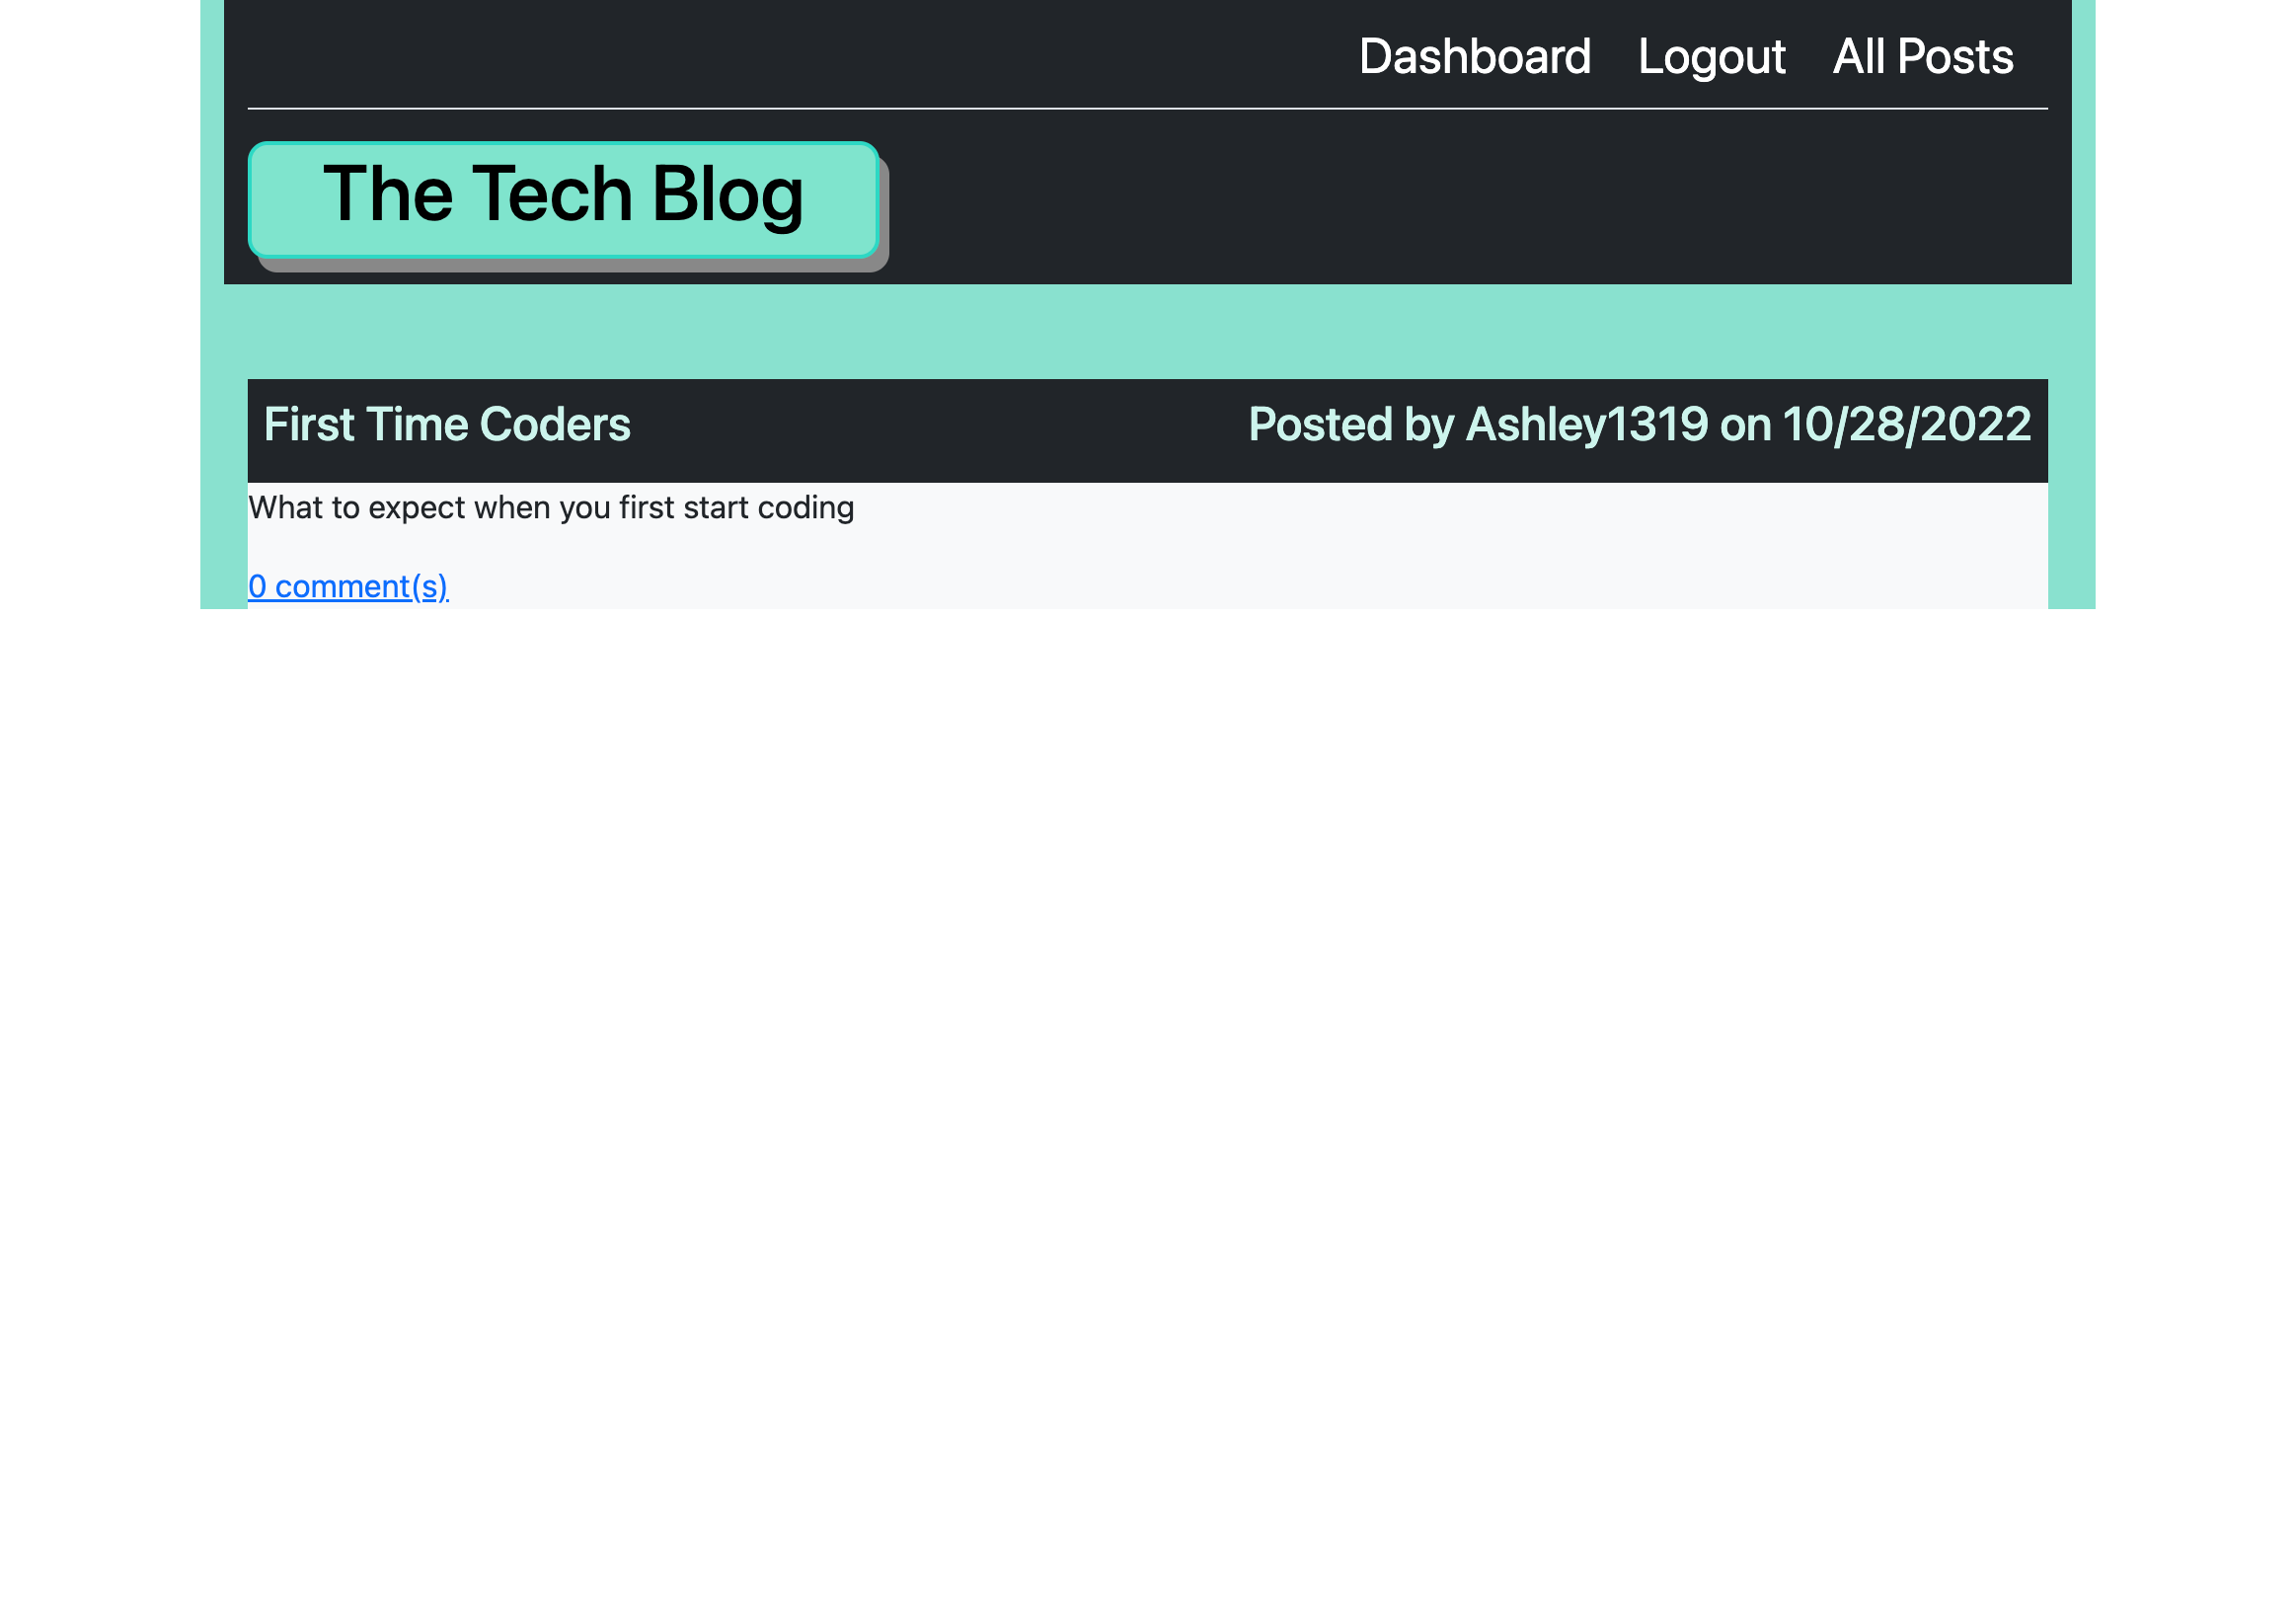 Dashboard Logout All Posts
The Tech Blog
First Time Coders Posted by Ashley1319 on 10/28/2022
What to expect when you first start coding
0 comment(s)